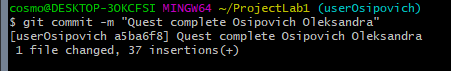 cosmo@DESKTOP-3OKCFSI MINGW64 ~/ProjectLab1 (userOsipovich)
$ git commit -m "Quest complete Osipovich Oleksandra"
[userOsipovich a5ba6f8] Quest complete Osipovich Oleksandra
 1 file changed, 37 insertions(+)